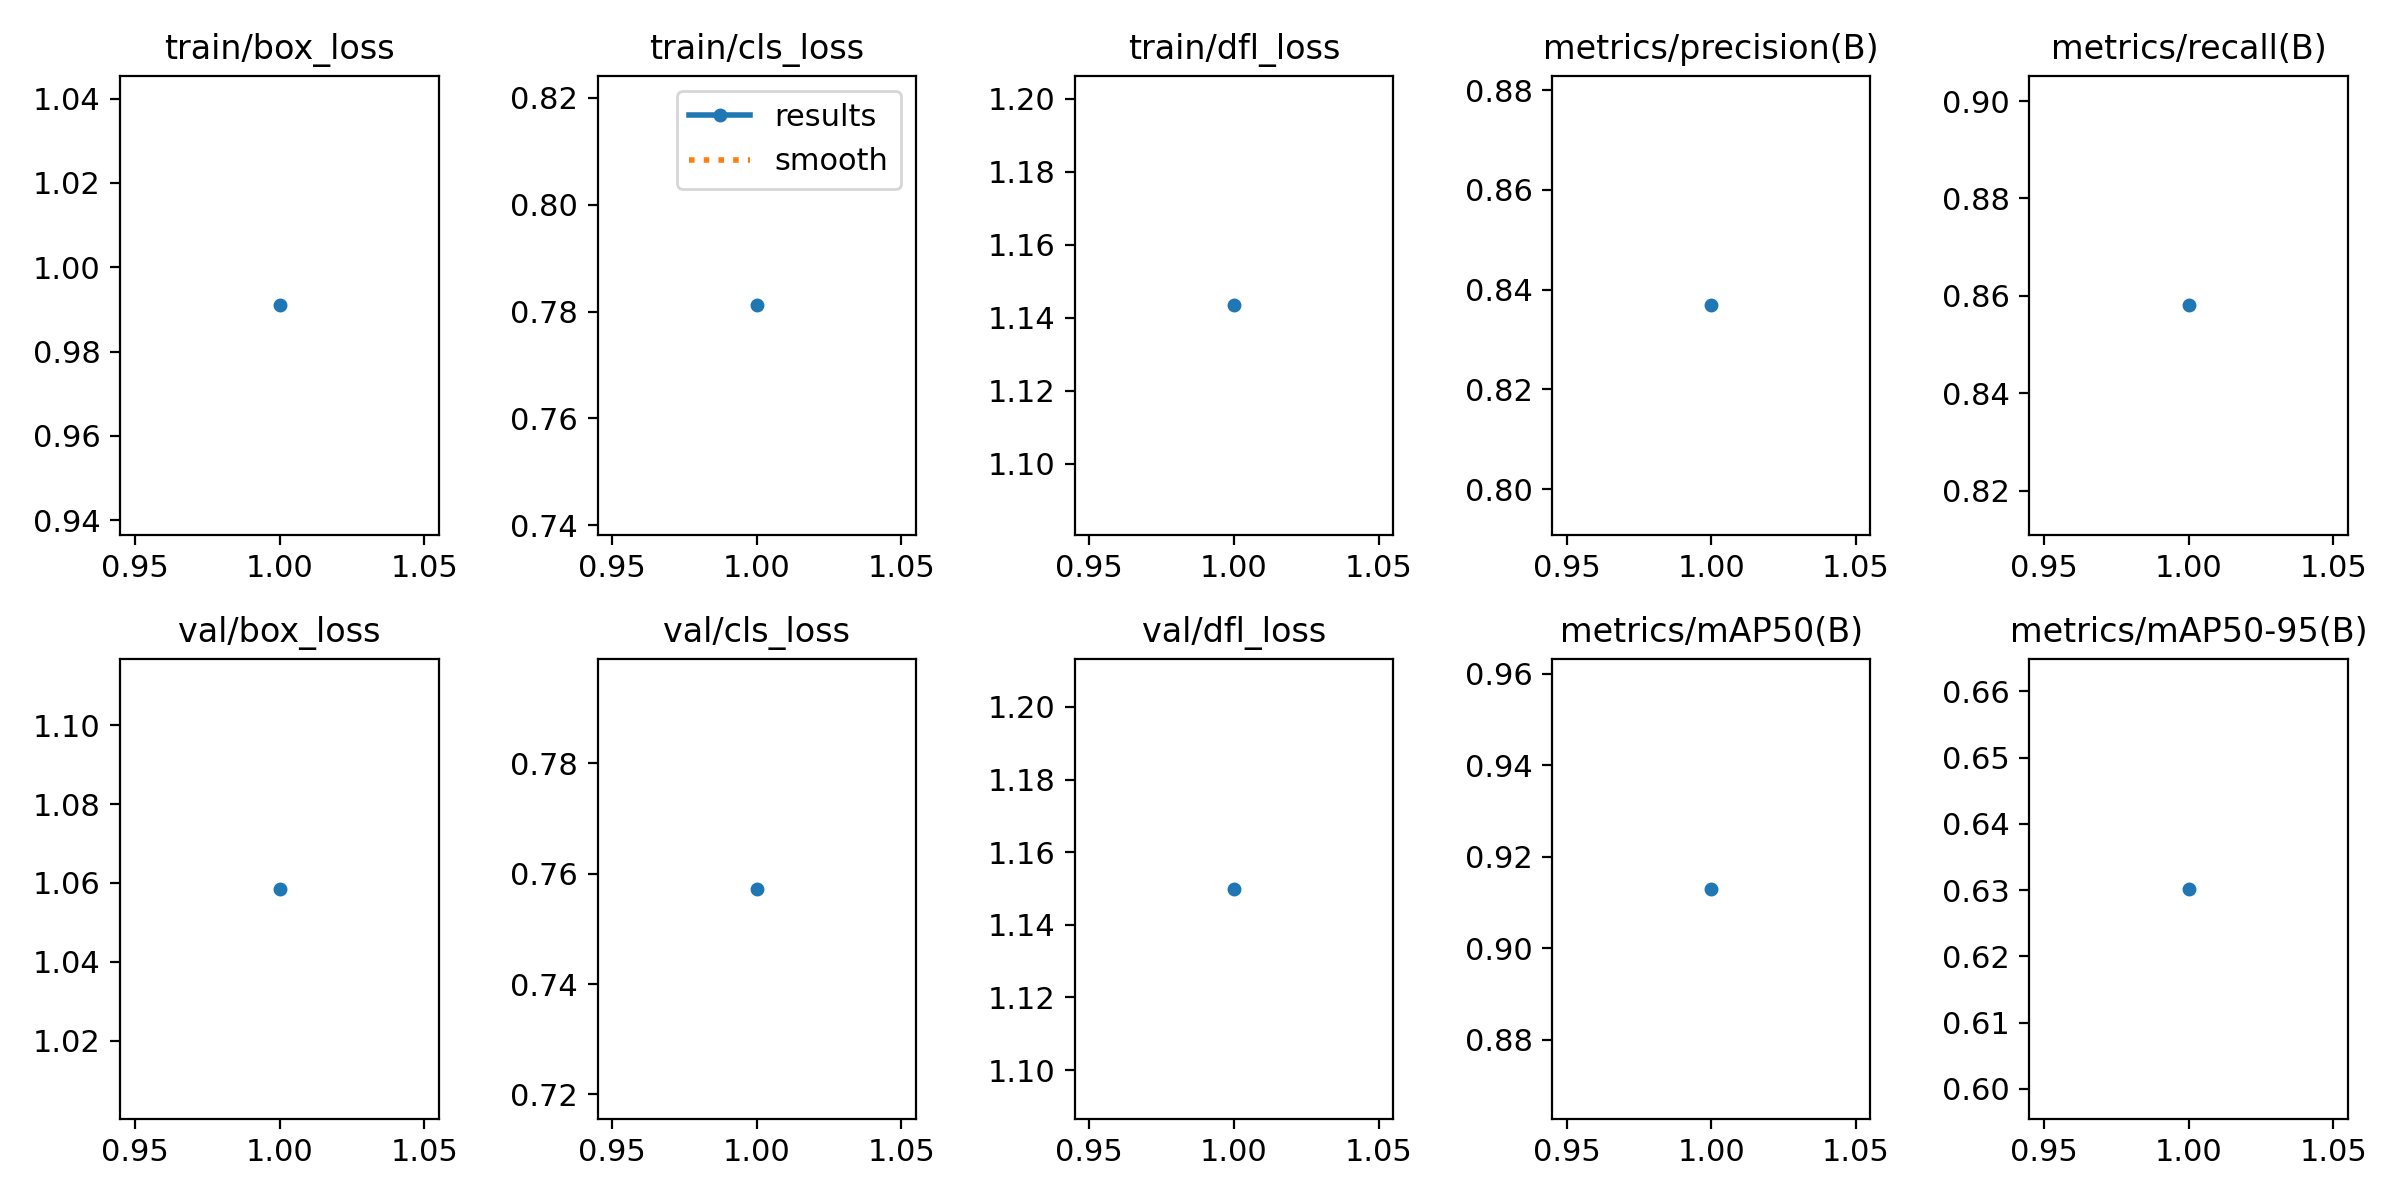 train/box_loss
1.04
1.02
1.00
0.98
0.96
0.94
0.95 1.00 1.05
train/cls_loss
results
smooth
0.82
0.80
0.78
0.76
0.74
0.95 1.00 1.05
train/dfl_loss
1.20
1.18
1.16
1.14
1.12
1.10
0.95 1.00 1.05
metrics/precision(B)
0.88
0.86
0.84
0.82
0.80
0.95 1.00 1.05
metrics/recall(B)
0.90
0.88
0.86
0.84
0.82
0.95 1.00 1.05
val/box_loss
1.10
1.08
1.06
1.04
1.02
0.95 1.00 1.05
val/cls_loss
0.78
0.76
0.74
0.72
0.95 1.00 1.05
val/dfl_loss
1.20
1.18
1.16
1.14
1.12
1.10
0.95 1.00 1.05
metrics/mAP50(B)
0.96
0.94
0.92
0.90
0.88
0.95 1.00 1.05
metrics/mAP50-95(B)
0.66
0.65
0.64
0.63
0.62
0.61
0.60
0.95 1.00 1.05